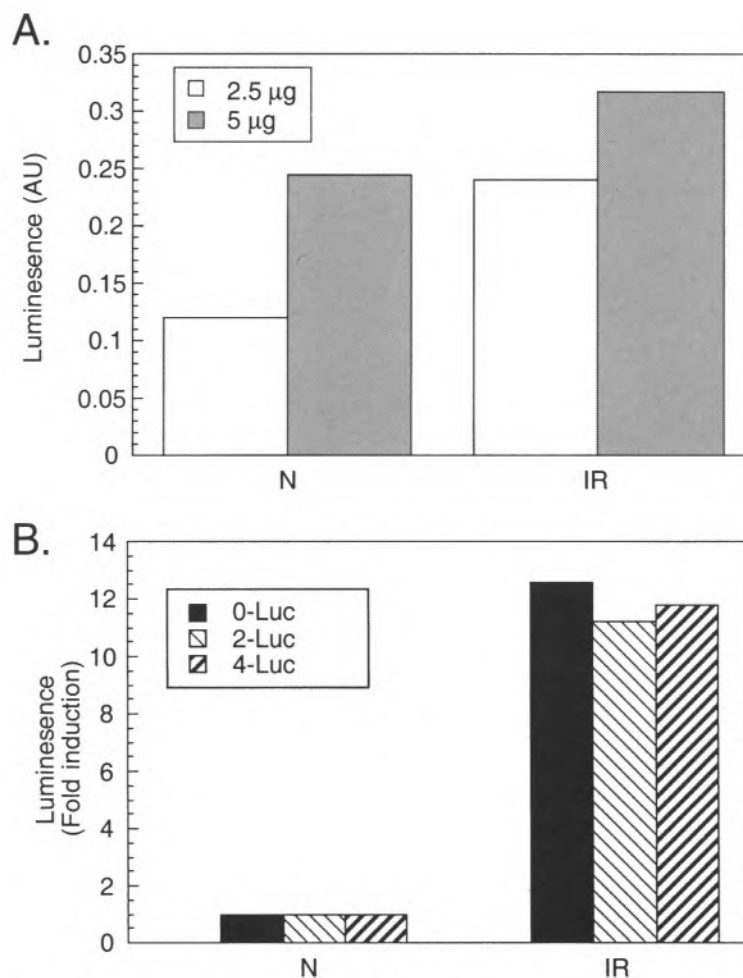 A.
0.35
0.3
0.25
0.2
0.15
0.1
0.05
0
Luminesence (AU)
2.5 μg
5 μg
N
IR
B.
14
12
10
8
6
4
2
0
Luminesence
(Fold induction)
0-Luc
2-Luc
4-Luc
N
IR